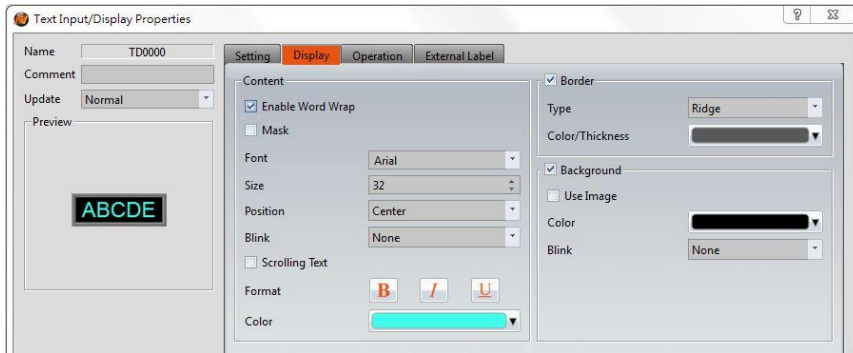 Text Input/Display Properties
?
Name TD0000
Comment
Update Normal
Preview
ABCDE
Setting Display Operation External Label
Content
Enable Word Wrap
Mask
Font Arial
Size 32
Position Center
Blink None
Scrolling Text
Format B I U
Color
Border
Type Ridge
Color/Thickness
Background
Use Image
Color
Blink None